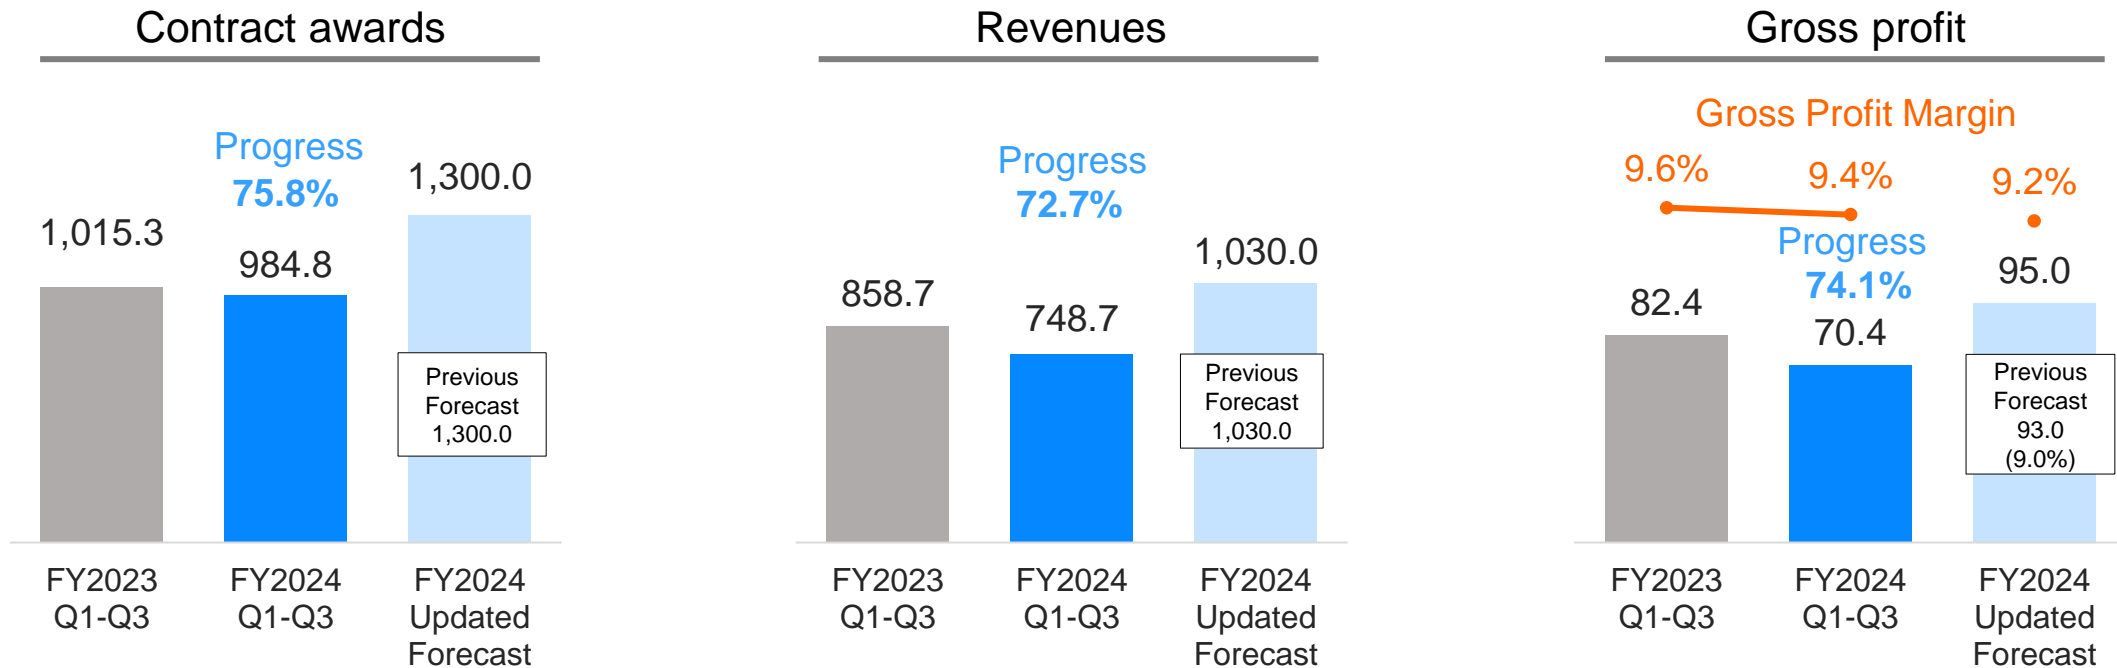 Contract awards
Progress
75.8%
1,015.3
984.8
1,300.0
Previous
Forecast
1,300.0
FY2023
Q1-Q3
FY2024
Q1-Q3
FY2024
Updated
Forecast
Revenues
Progress
72.7%
858.7
748.7
1,030.0
Previous
Forecast
1,030.0
FY2023
Q1-Q3
FY2024
Q1-Q3
FY2024
Updated
Forecast
Gross profit
Gross Profit Margin
9.6%
9.4%
9.2%
Progress
74.1%
82.4
70.4
95.0
Previous
Forecast
93.0
(9.0%)
FY2023
Q1-Q3
FY2024
Q1-Q3
FY2024
Updated
Forecast